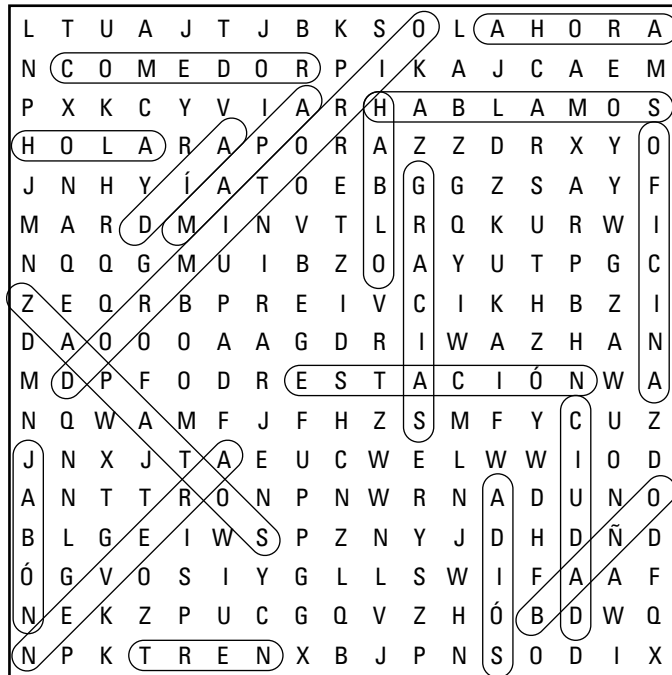 L T U A J T J B K S O L A H O R A
N C O M E D O R P I K A J C A E M
P X K C Y V I A R H A B L A M O S
H O L A R A P O R A Z Z D R X Y O
J N H Y Í A T O E B G G Z S A Y F
M A R D M I N V T L R Q K U R W I
N Q Q G M U I B Z O A Y U T P G C
Z E Q R B P R E I V C I K H B Z I
D A O O O A A G D R I W A Z H A N
M D P F O D R E S T A C I Ó N W A
N Q W A M F J F H Z S M F Y C U Z
J N X J T A E U C W E L W W I O D
A N T T R O N P N W R N A D U N O
B L G E I W S P Z N Y J D H D Ñ D
Ó G V O S I Y G L L S W I F A A F
N E K Z P U C G Q V Z H Ó B D W Q
N P K T R E N X B J P N S O D I X